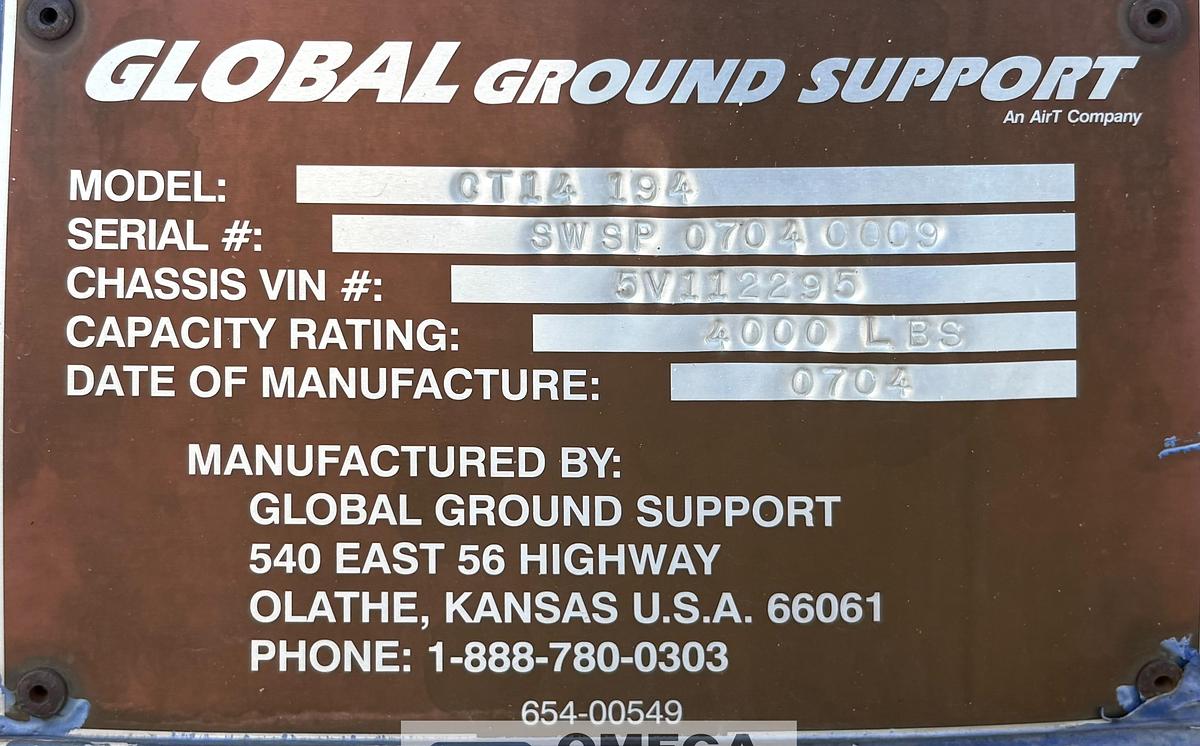 GLOBAL GROUND SUPPORT
An AirT Company
MODEL: CT14 194
SERIAL #: SWSP 0704 0009
CHASSIS VIN #: 5V112295
CAPACITY RATING: 4000 LBS
DATE OF MANUFACTURE: 0704
MANUFACTURED BY:
GLOBAL GROUND SUPPORT
540 EAST 56 HIGHWAY
OLATHE, KANSAS U.S.A. 66061
PHONE: 1-888-780-0303
654-00549
OMEGA